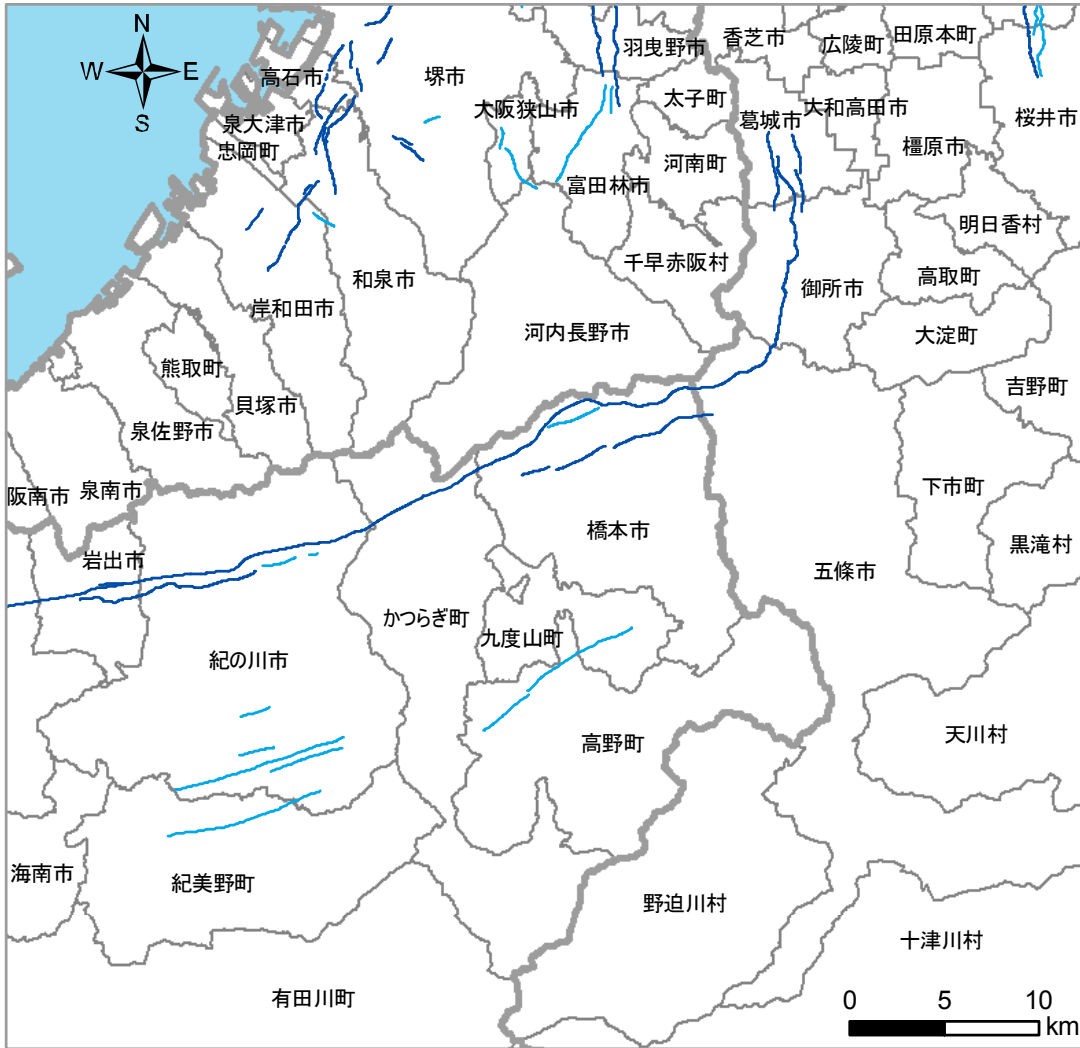 N
W
E
S
高石市
泉大津市
忠岡町
堺市
大阪狭山市
羽曳野市
太子町
河南町
富田林市
千早赤阪村
香芝市
広陵町
田原本町
葛城市
大和高田市
橿原市
桜井市
明日香村
高取町
御所市
大淀町
吉野町
和泉市
岸和田市
河内長野市
熊取町
貝塚市
泉佐野市
泉南市
阪南市
岩出市
橋本市
五條市
下市町
黒滝村
かつらぎ町
九度山町
紀の川市
高野町
天川村
海南市
紀美野町
野迫川村
十津川村
有田川町
0 5 10
km